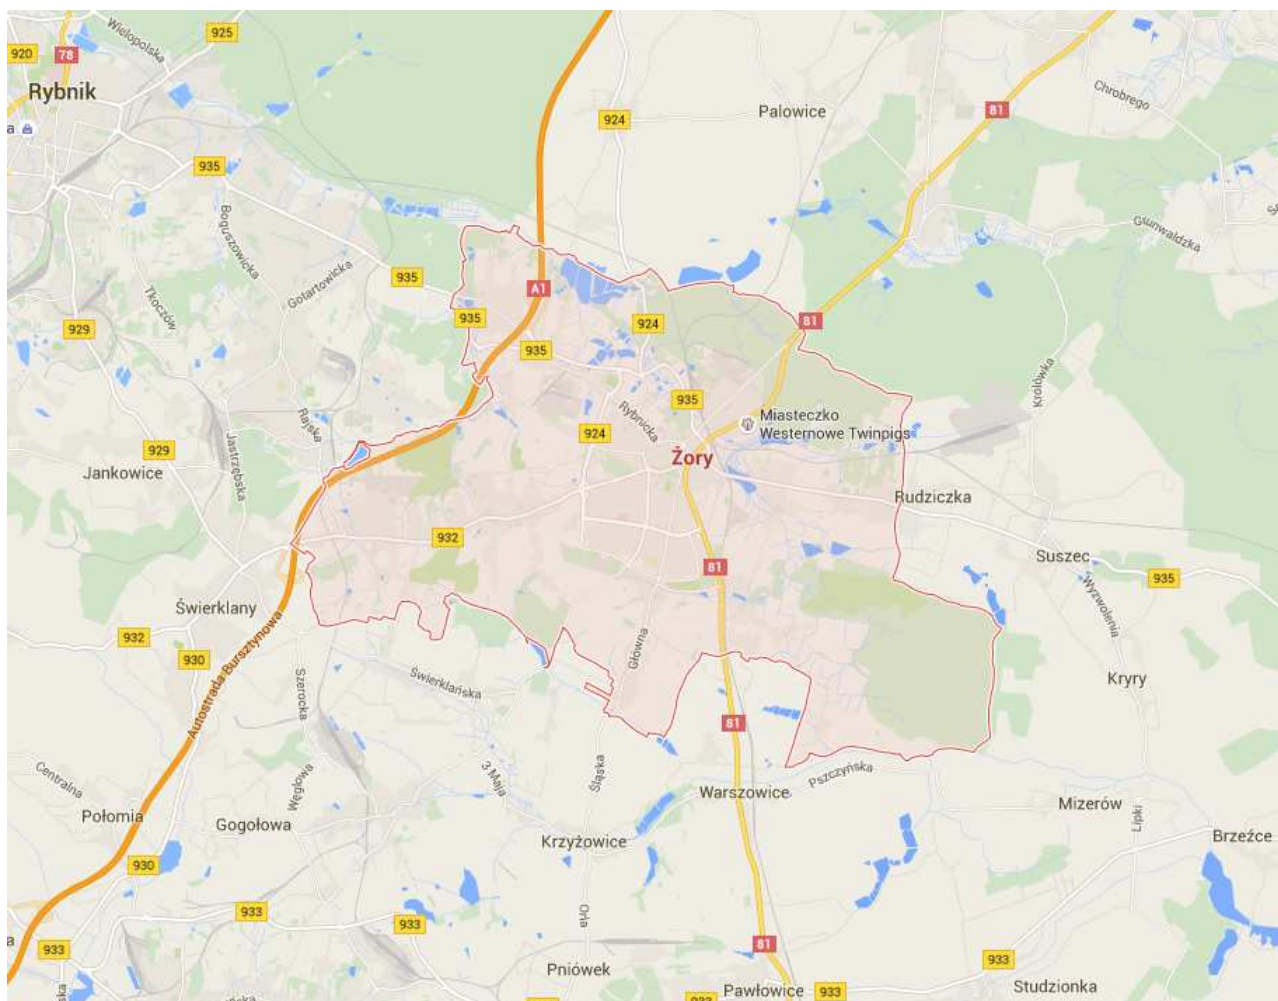 Wielopolska
925
920
78
Rybnik
a
924
Palowice
81
Chrobrego
935
Boguszowicka
Gotartowicka
Tkoczów
935
Grunwaldzka
A1
935
929
924
81
935
Królówka
Rajska
Rybnicka
935
924
Miasteczko
Westernowe Twinpigs
929
Jankowice
Jastrzębska
Żory
Rudziczka
932
81
Suszec
935
Wyzwolenia
Świerklany
932
930
Autostrada Bursztynowa
Szerocka
Świerklańska
Główna
Kryry
81
Centralna
Węglowa
3 Maja
Śląska
Pszczyńska
Warszowice
Mizerów
Lipki
Brzeźce
Połomia
Gogołowa
Krzyżowice
930
933
933
Orla
81
a
933
Pniówek
933
Pawłowice
933
933
Studzionka
ska